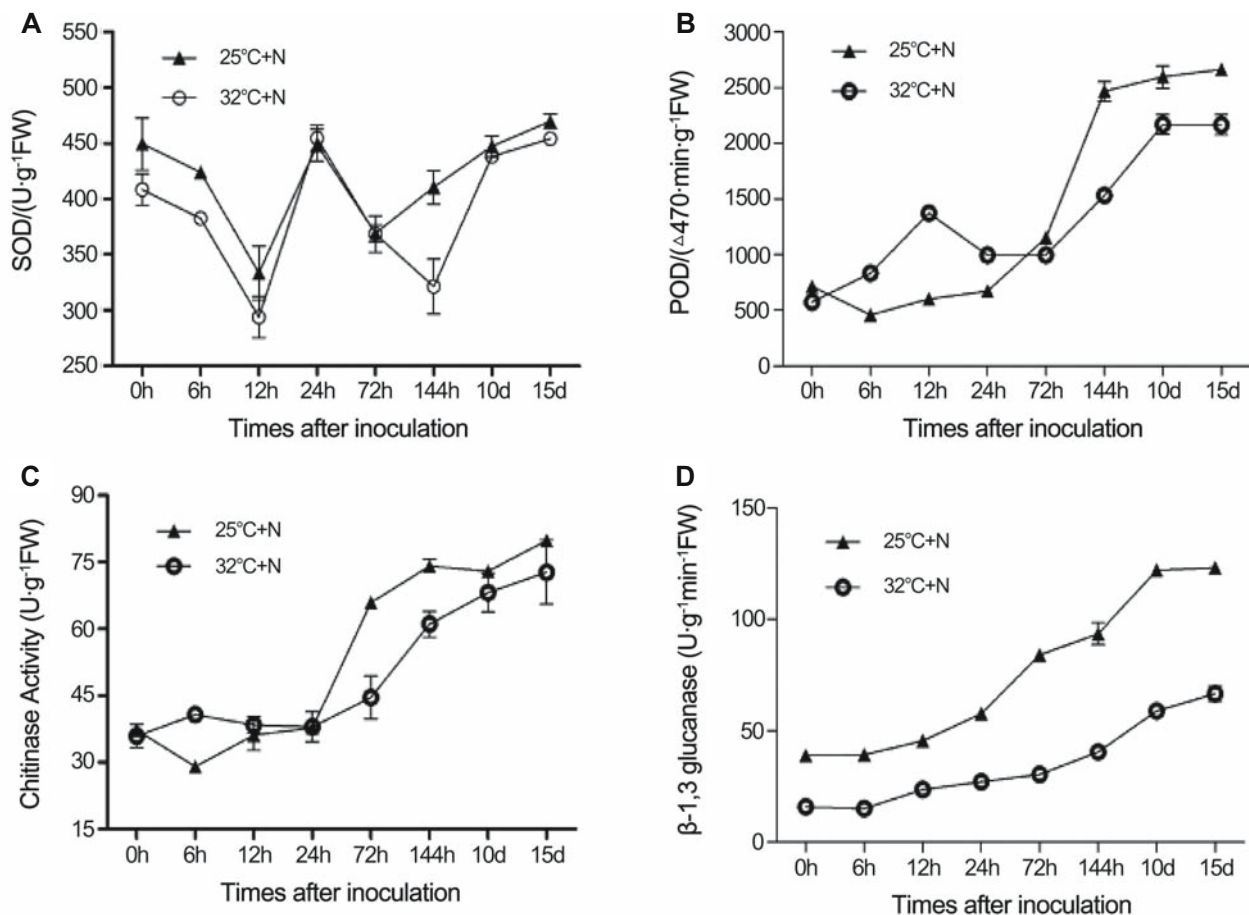 A
550
500
450
400
350
300
250
SOD/(U·g⁻¹FW)
25°C+N
32°C+N
0h 6h 12h 24h 72h 144h 10d 15d
Times after inoculation
B
3000
2500
2000
1500
1000
500
0
POD/(△470·min·g⁻¹FW)
25°C+N
32°C+N
0h 6h 12h 24h 72h 144h 10d 15d
Times after inoculation
C
90
75
60
45
30
15
Chitinase Activity (U·g⁻¹FW)
25°C+N
32°C+N
0h 6h 12h 24h 72h 144h 10d 15d
Times after inoculation
D
150
100
50
0
β-1,3 glucanase (U·g⁻¹min⁻¹FW)
25°C+N
32°C+N
0h 6h 12h 24h 72h 144h 10d 15d
Times after inoculation